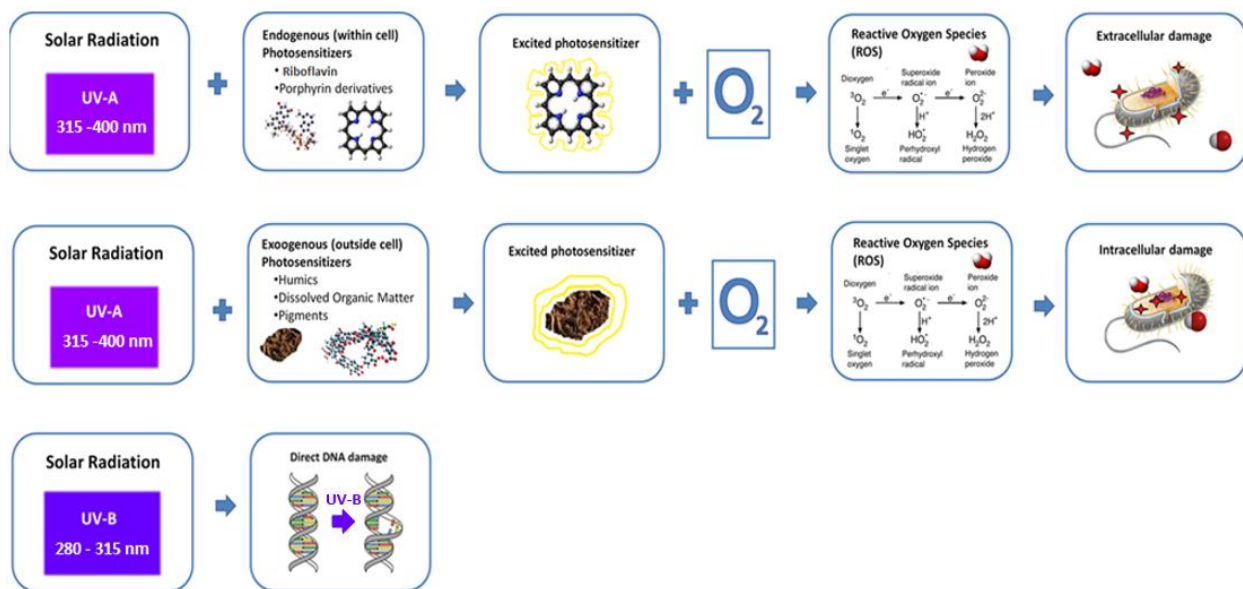 Solar Radiation
UV-A
315 -400 nm
Endogenous (within cell)
Photosensitizers
• Riboflavin
• Porphyrin derivatives
Excited photosensitizer
O₂
Reactive Oxygen Species
(ROS)
Dioxygen
Superoxide
radical ion
Peroxide
ion
³O₂ e⁻ O₂•⁻ e⁻ O₂²⁻
H⁺ 2H⁺
¹O₂ HO₂• H₂O₂
Singlet
oxygen
Perhydroxyl
radical
Hydrogen
peroxide
Extracellular damage
Solar Radiation
UV-A
315 -400 nm
Exoogenous (outside cell)
Photosensitizers
•Humics
•Dissolved Organic Matter
•Pigments
Excited photosensitizer
O₂
Reactive Oxygen Species
(ROS)
Dioxygen
Superoxide
radical ion
Peroxide
ion
³O₂ e⁻ O₂•⁻ e⁻ O₂²⁻
H⁺ 2H⁺
¹O₂ HO₂• H₂O₂
Singlet
oxygen
Perhydroxyl
radical
Hydrogen
peroxide
Intracellular damage
Solar Radiation
UV-B
280 - 315 nm
Direct DNA damage
UV-B